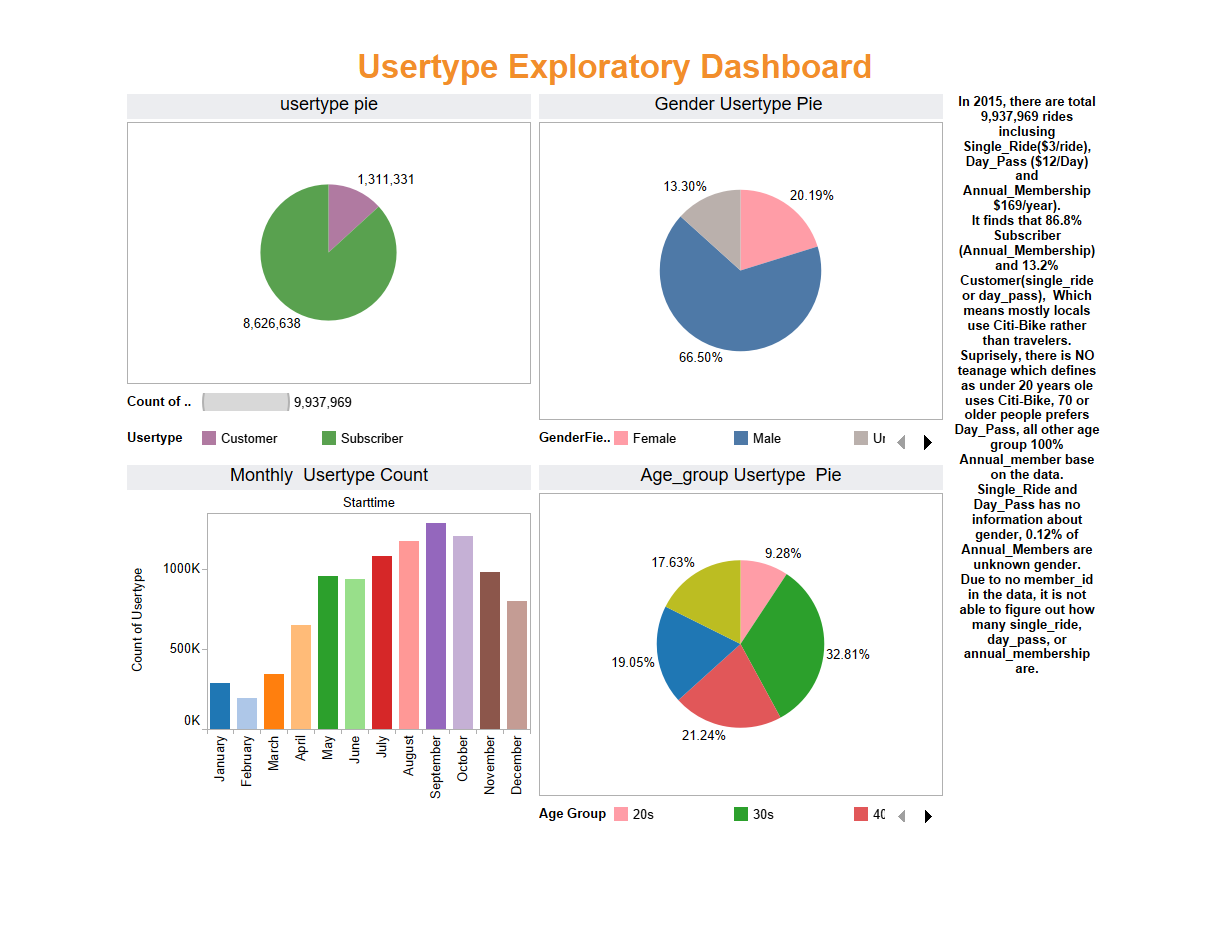 Usertype Exploratory Dashboard
usertype pie
1,311,331
8,626,638
Count of .. 9,937,969
Usertype Customer Subscriber
Gender Usertype Pie
13.30%
20.19%
66.50%
GenderFie.. Female Male Ur
In 2015, there are total
9,937,969 rides
inclusing
Single_Ride($3/ride),
Day_Pass ($12/Day)
and
Annual_Membership
$169/year).
It finds that 86.8%
Subscriber
(Annual_Membership)
and 13.2%
Customer(single_ride
or day_pass),  Which
means mostly locals
use Citi-Bike rather
than travelers.
Suprisely, there is NO
teanage which defines
as under 20 years ole
uses Citi-Bike, 70 or
older people prefers
Day_Pass, all other age
group 100%
Annual_member base
on the data.
Single_Ride and
Day_Pass has no
information about
gender, 0.12% of
Annual_Members are
unknown gender.
Due to no member_id
in the data, it is not
able to figure out how
many single_ride,
day_pass, or
annual_membership
are.
Monthly  Usertype Count
Starttime
Count of Usertype
1000K
500K
0K
January
February
March
April
May
June
July
August
September
October
November
December
Age_group Usertype  Pie
17.63%
9.28%
19.05%
32.81%
21.24%
Age Group 20s 30s 40